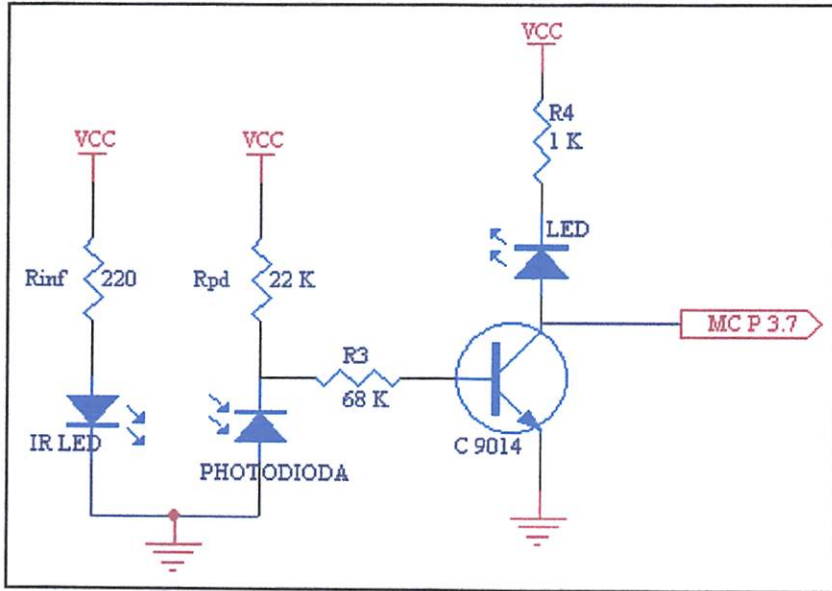 VCC
R4
1 K
VCC
VCC
LED
Rinf
220
Rpd
22 K
MC P 3.7
R3
68 K
IR LED
C 9014
PHOTODIODA